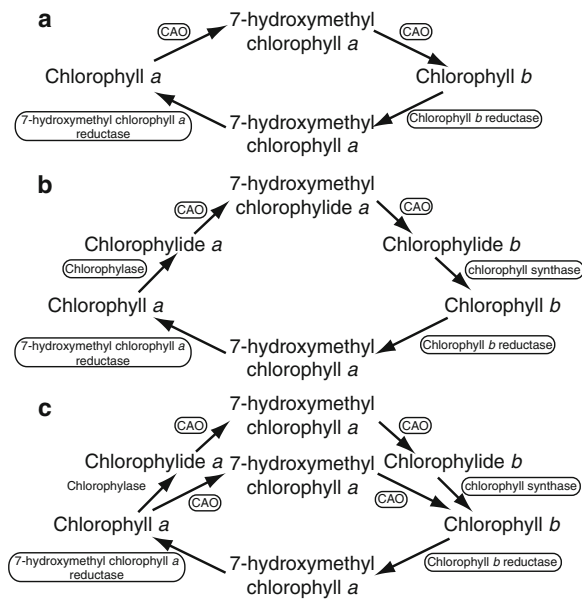 a
7-hydroxymethyl
chlorophyll a
CAO
CAO
Chlorophyll a
Chlorophyll b
7-hydroxymethyl chlorophyll a
reductase
7-hydroxymethyl
chlorophyll a
Chlorophyll b reductase
b
7-hydroxymethyl
chlorophylide a
CAO
CAO
Chlorophylide a
Chlorophylide b
Chlorophylase
chlorophyll synthase
Chlorophyll a
Chlorophyll b
7-hydroxymethyl chlorophyll a
reductase
7-hydroxymethyl
chlorophyll a
Chlorophyll b reductase
c
7-hydroxymethyl
chlorophyll a
CAO
CAO
Chlorophylide a
7-hydroxymethyl
chlorophyll a
Chlorophylide b
Chlorophylase
CAO
CAO
chlorophyll synthase
Chlorophyll a
Chlorophyll b
7-hydroxymethyl chlorophyll a
reductase
7-hydroxymethyl
chlorophyll a
Chlorophyll b reductase